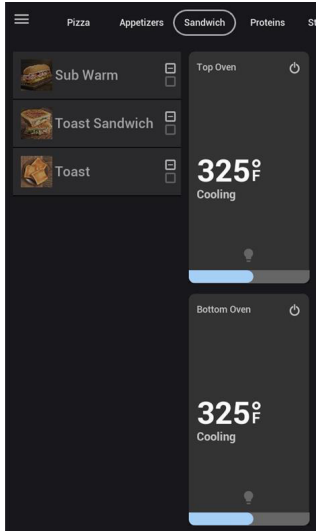 Pizza Appetizers Sandwich Proteins
Sub Warm
Toast Sandwich
Toast
Top Oven
325°F
Cooling
Bottom Oven
325°F
Cooling